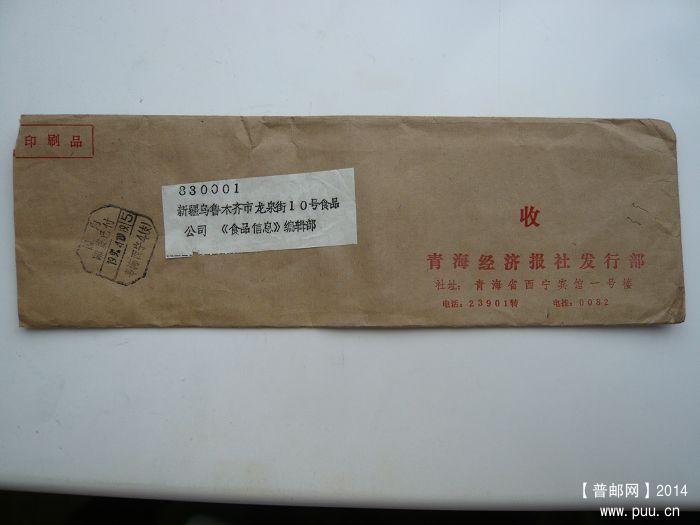 印刷品
830001
新疆乌鲁木齐市龙泉街10号食品
公司 《食品信息》编辑部
收
青海经济报社发行部
社址：青海省西宁宾馆一号楼
电话：23901转 电挂：0082
【普邮网】2014
www.puu.cn